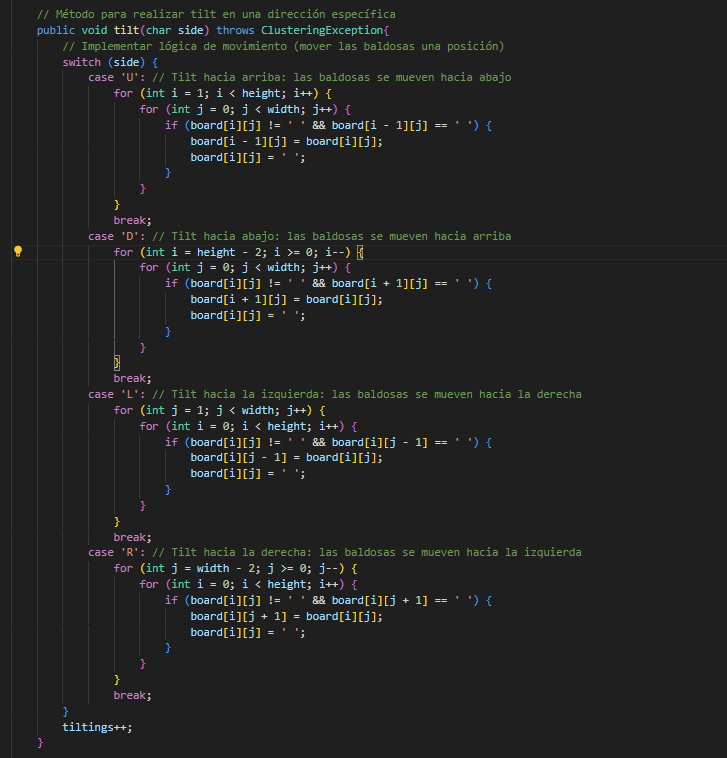 // Método para realizar tilt en una dirección específica
public void tilt(char side) throws ClusteringException{
// Implementar lógica de movimiento (mover las baldosas una posición)
switch (side) {
case 'U': // Tilt hacia arriba: las baldosas se mueven hacia abajo
for (int i = 1; i < height; i++) {
for (int j = 0; j < width; j++) {
if (board[i][j] != ' ' && board[i - 1][j] == ' ') {
board[i - 1][j] = board[i][j];
board[i][j] = ' ';
}
}
}
break;
case 'D': // Tilt hacia abajo: las baldosas se mueven hacia arriba
for (int i = height - 2; i >= 0; i--) {
for (int j = 0; j < width; j++) {
if (board[i][j] != ' ' && board[i + 1][j] == ' ') {
board[i + 1][j] = board[i][j];
board[i][j] = ' ';
}
}
}
break;
case 'L': // Tilt hacia la izquierda: las baldosas se mueven hacia la derecha
for (int j = 1; j < width; j++) {
for (int i = 0; i < height; i++) {
if (board[i][j] != ' ' && board[i][j - 1] == ' ') {
board[i][j - 1] = board[i][j];
board[i][j] = ' ';
}
}
}
break;
case 'R': // Tilt hacia la derecha: las baldosas se mueven hacia la izquierda
for (int j = width - 2; j >= 0; j--) {
for (int i = 0; i < height; i++) {
if (board[i][j] != ' ' && board[i][j + 1] == ' ') {
board[i][j + 1] = board[i][j];
board[i][j] = ' ';
}
}
}
break;
}
tiltings++;
}